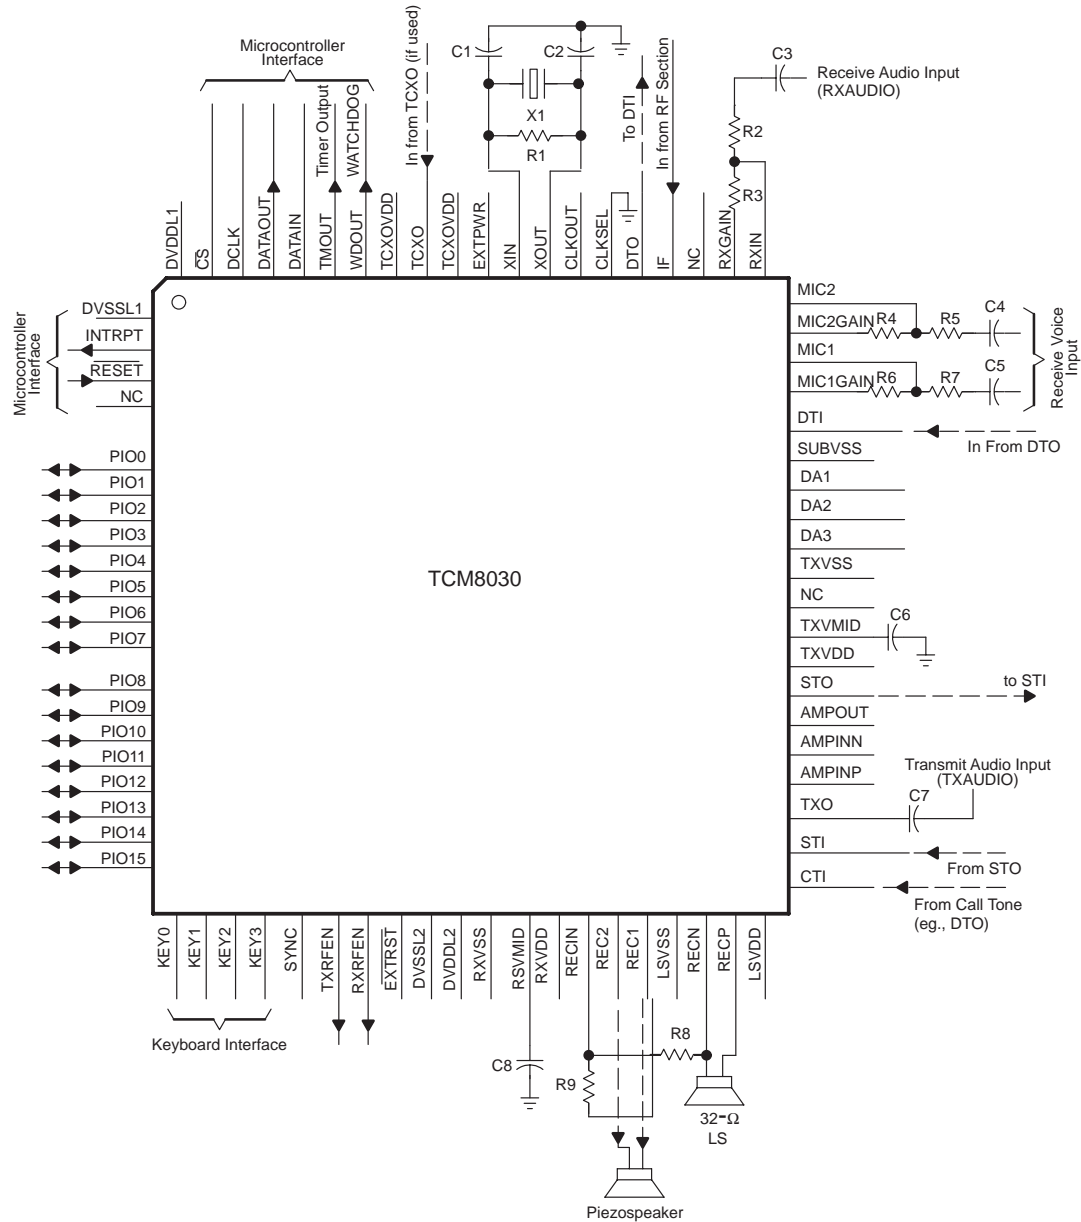 Microcontroller
Interface
Timer Output
WATCHDOG
In from TCXO (if used)
C1
C2
X1
R1
To DTI
In from RF Section
C3
Receive Audio Input
(RXAUDIO)
R2
R3
DVDDL1
CS
DCLK
DATAOUT
DATAIN
TMOUT
WDOUT
TCXOVDD
TCXO
TCXOVDD
EXTPWR
XIN
XOUT
CLKOUT
CLKSEL
DTO
IF
NC
RXGAIN
RXIN
Microcontroller
Interface
DVSSL1
INTRPT
RESET
NC
PIO0
PIO1
PIO2
PIO3
PIO4
PIO5
PIO6
PIO7
PIO8
PIO9
PIO10
PIO11
PIO12
PIO13
PIO14
PIO15
TCM8030
MIC2
MIC2GAIN R4 R5 C4
MIC1
MIC1GAIN R6 R7 C5
Receive Voice
Input
DTI
In From DTO
SUBVSS
DA1
DA2
DA3
TXVSS
NC
TXVMID C6
TXVDD
STO to STI
AMPOUT
AMPINN
AMPINP
Transmit Audio Input
(TXAUDIO)
TXO C7
STI
From STO
CTI
From Call Tone
(eg., DTO)
KEY0
KEY1
KEY2
KEY3
SYNC
TXRFEN
RXRFEN
EXTRST
DVSSL2
DVDDL2
RXVSS
RSVMID
RXVDD
RECIN
REC2
REC1
LSVSS
RECN
RECP
LSVDD
Keyboard Interface
C8
R9
R8
32-Ω
LS
Piezospeaker